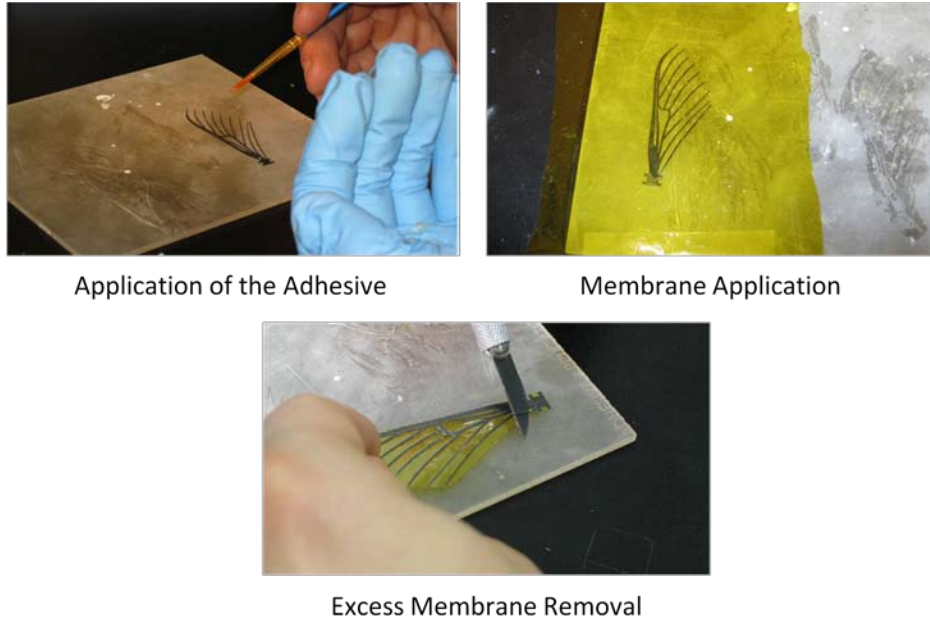 Application of the Adhesive
Membrane Application
Excess Membrane Removal